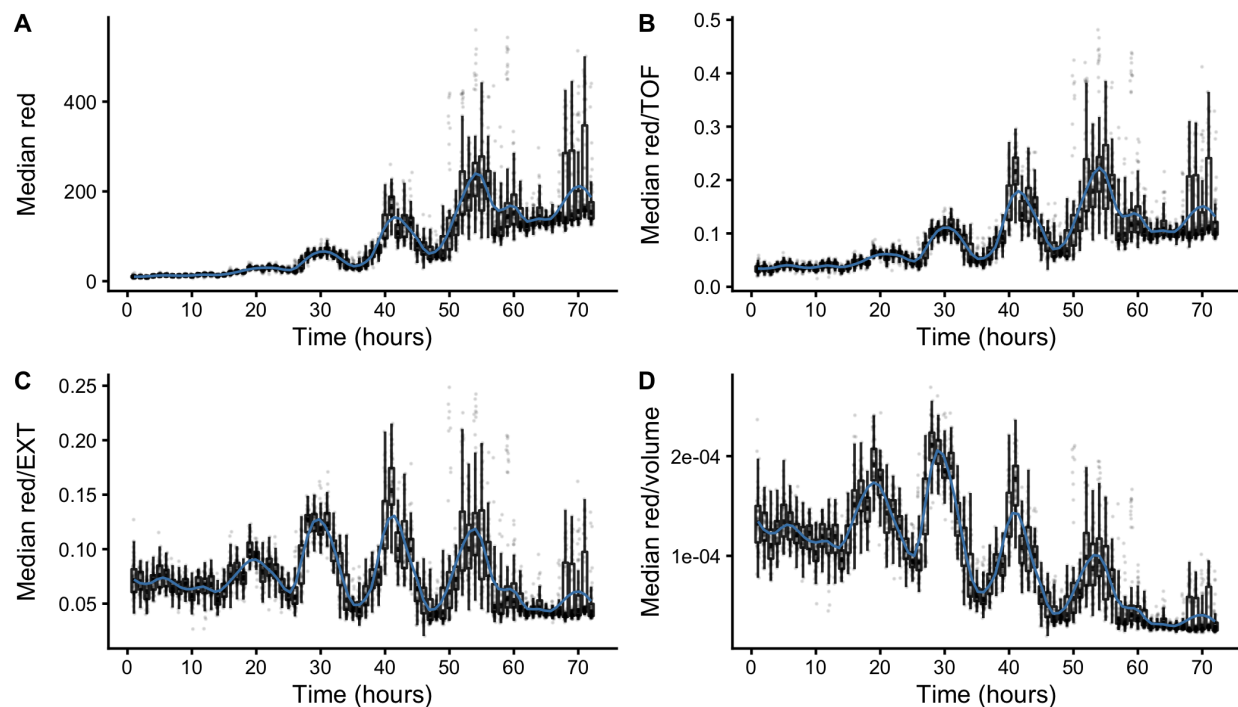 A
Median red
400
200
0
0 10 20 30 40 50 60 70
Time (hours)
B
Median red/TOF
0.5
0.4
0.3
0.2
0.1
0.0
0 10 20 30 40 50 60 70
Time (hours)
C
Median red/EXT
0.25
0.20
0.15
0.10
0.05
0 10 20 30 40 50 60 70
Time (hours)
D
Median red/volume
2e-04
1e-04
0 10 20 30 40 50 60 70
Time (hours)